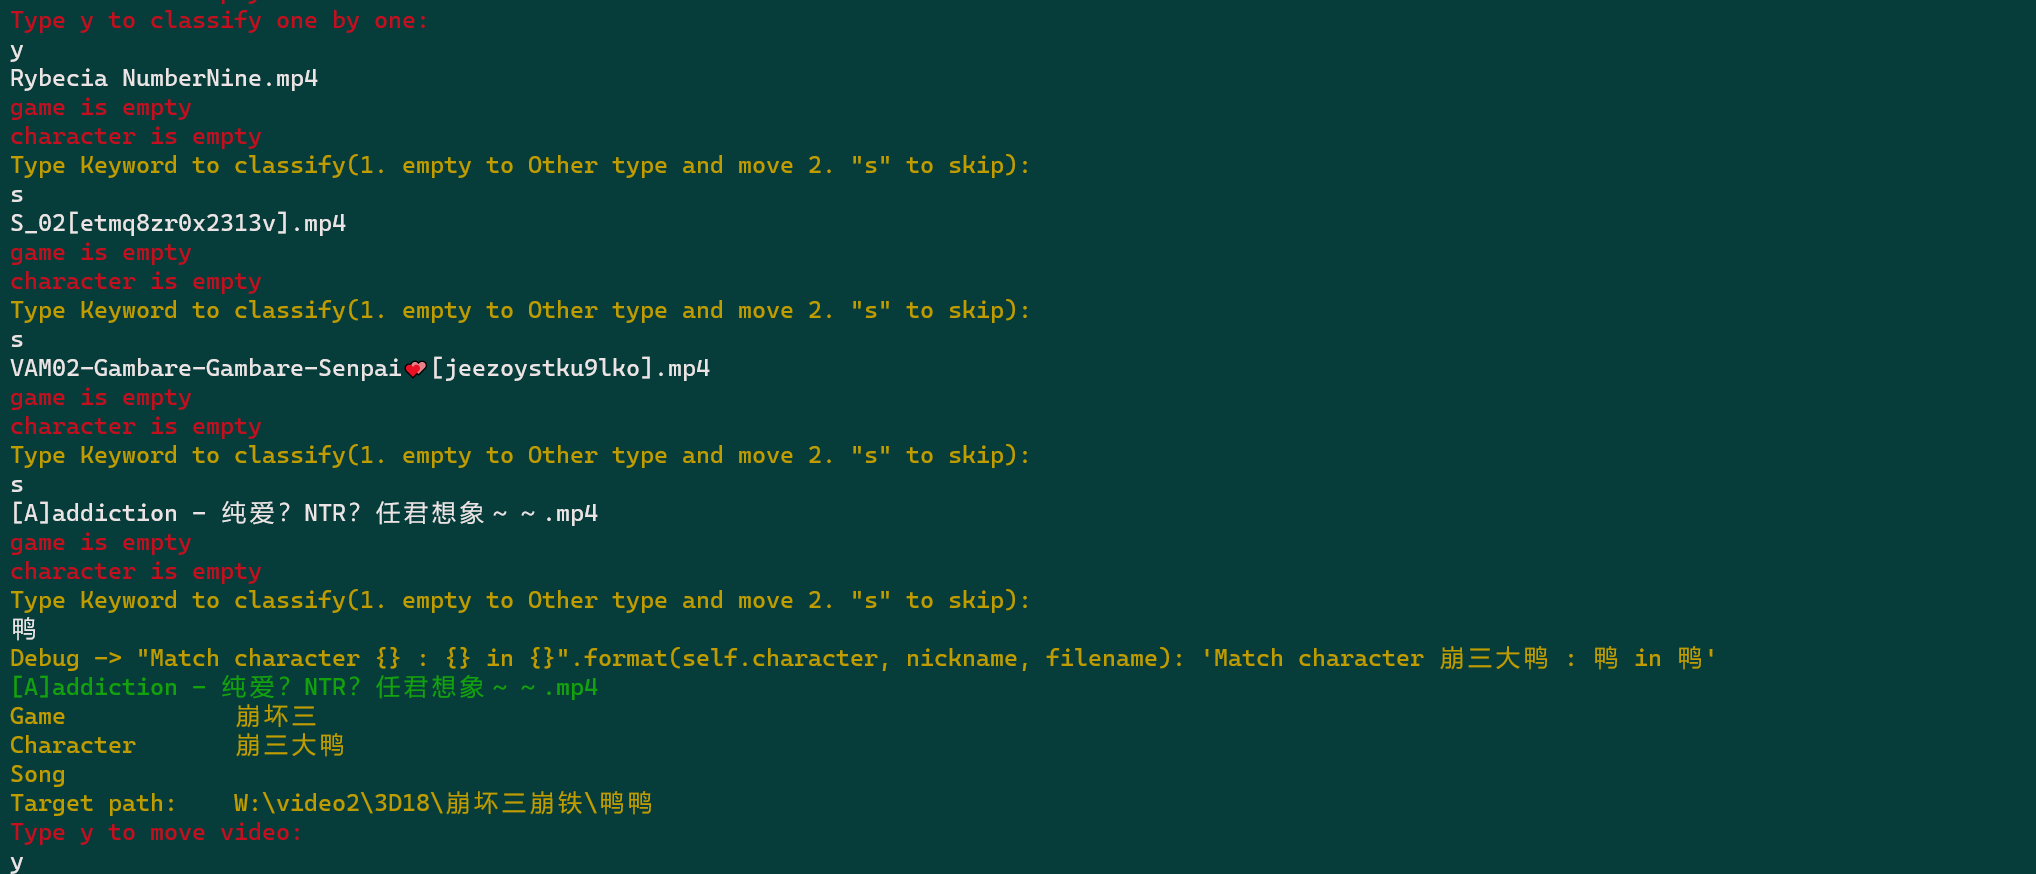 Type y to classify one by one:
y
Rybecia NumberNine.mp4
game is empty
character is empty
Type Keyword to classify(1. empty to Other type and move 2. "s" to skip):
s
S_02[etmq8zr0x2313v].mp4
game is empty
character is empty
Type Keyword to classify(1. empty to Other type and move 2. "s" to skip):
s
VAM02-Gambare-Gambare-Senpai💕[jeezoystku9lko].mp4
game is empty
character is empty
Type Keyword to classify(1. empty to Other type and move 2. "s" to skip):
s
[A]addiction - 纯爱？NTR？任君想象～～.mp4
game is empty
character is empty
Type Keyword to classify(1. empty to Other type and move 2. "s" to skip):
鸭
Debug -> "Match character {} : {} in {}".format(self.character, nickname, filename): 'Match character 崩三大鸭 : 鸭 in 鸭'
[A]addiction - 纯爱？NTR？任君想象～～.mp4
Game 崩坏三
Character 崩三大鸭
Song
Target path: W:\video2\3D18\崩坏三崩铁\鸭鸭
Type y to move video:
y